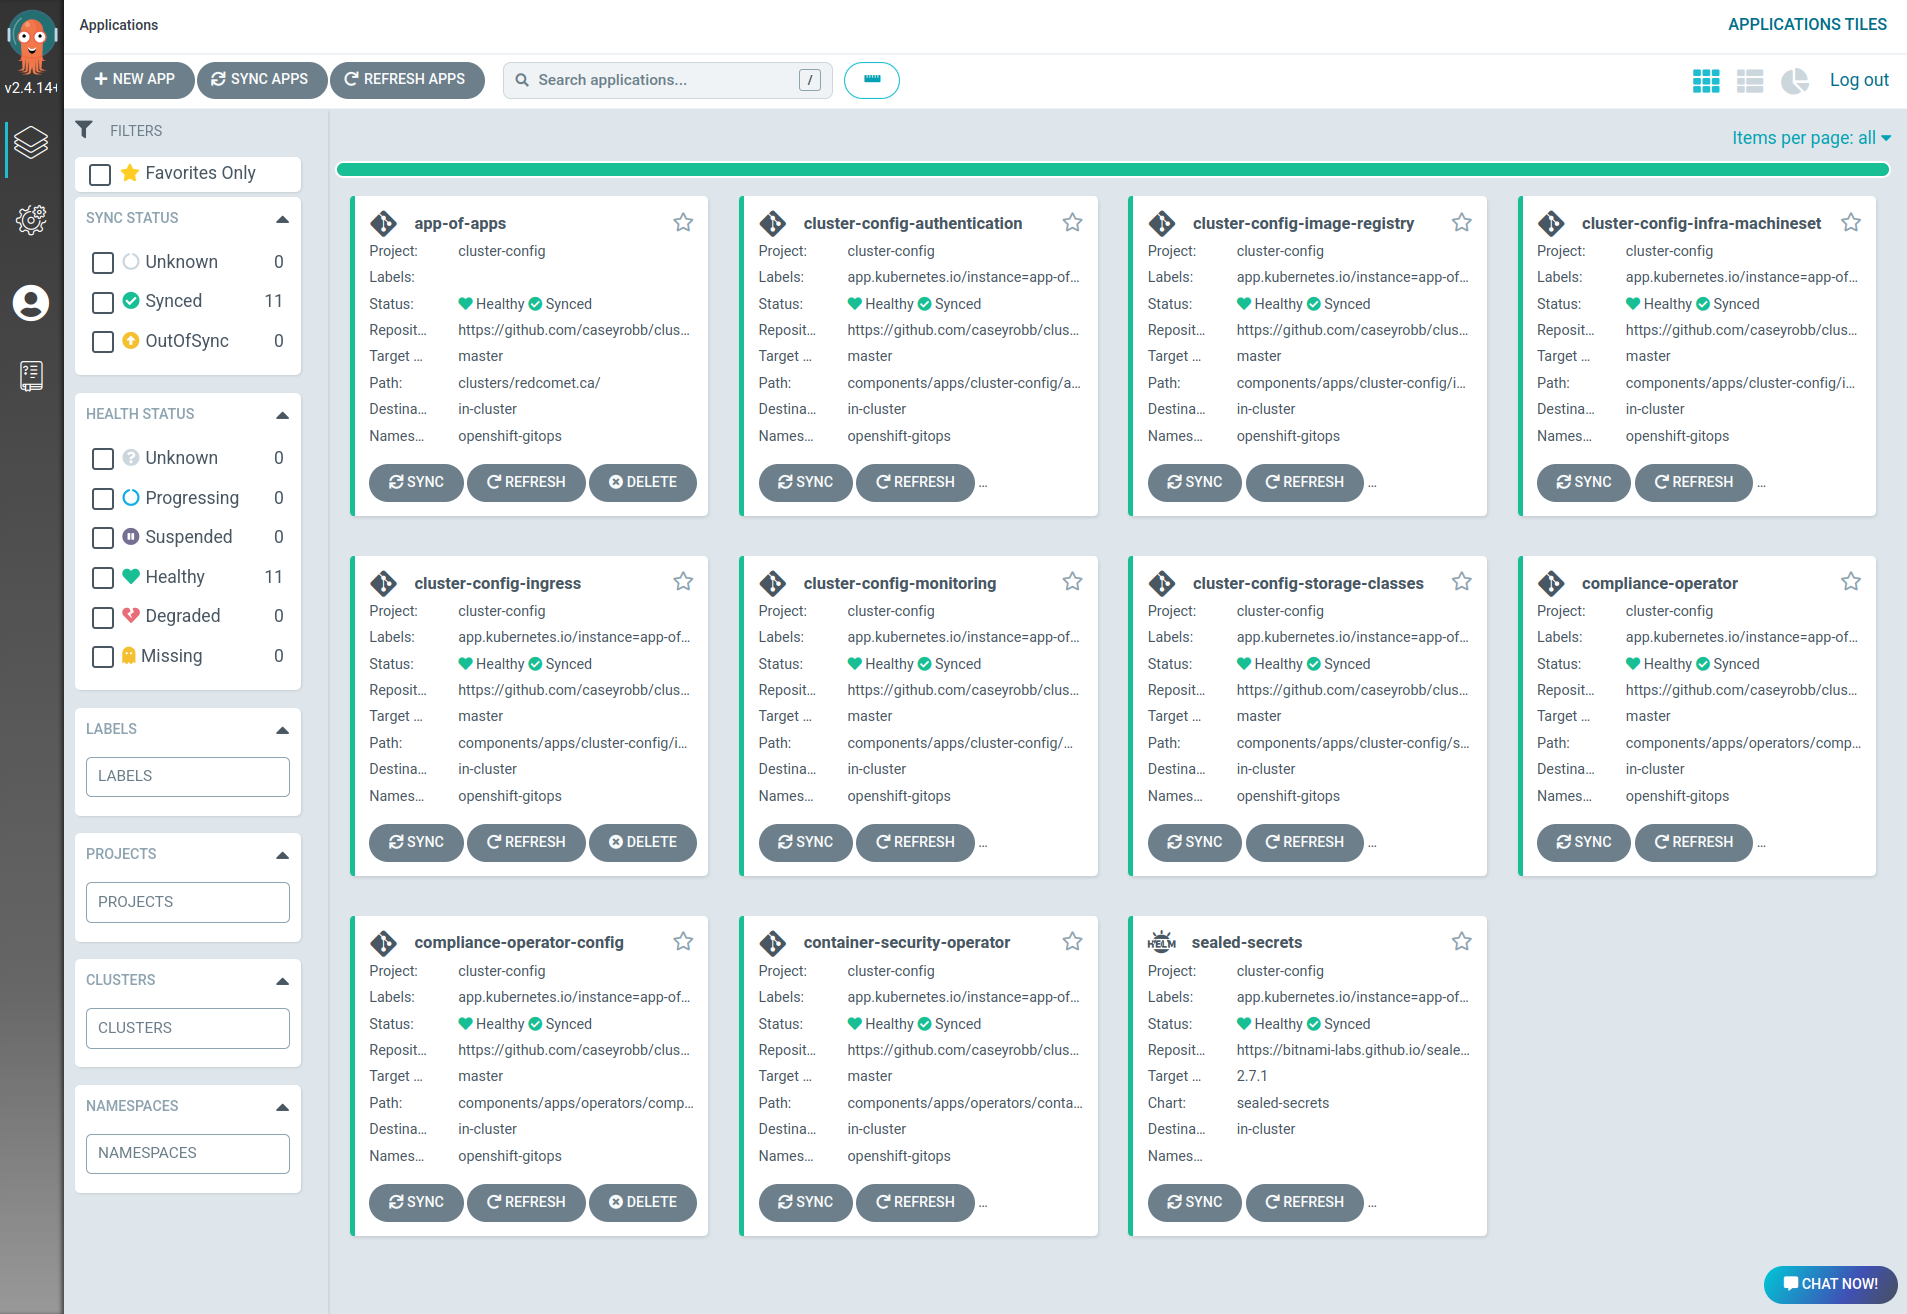 v2.4.14+
Applications
APPLICATIONS TILES
NEW APP
SYNC APPS
REFRESH APPS
Search applications...
/
Log out
FILTERS
Favorites Only
SYNC STATUS
Unknown 0
Synced 11
OutOfSync 0
HEALTH STATUS
Unknown 0
Progressing 0
Suspended 0
Healthy 11
Degraded 0
Missing 0
LABELS
LABELS
PROJECTS
PROJECTS
CLUSTERS
CLUSTERS
NAMESPACES
NAMESPACES
Items per page: all
app-of-apps
Project: cluster-config
Labels:
Status: Healthy Synced
Reposit... https://github.com/caseyrobb/clus...
Target ... master
Path: clusters/redcomet.ca/
Destina... in-cluster
Names... openshift-gitops
SYNC REFRESH DELETE
cluster-config-authentication
Project: cluster-config
Labels: app.kubernetes.io/instance=app-of...
Status: Healthy Synced
Reposit... https://github.com/caseyrobb/clus...
Target ... master
Path: components/apps/cluster-config/a...
Destina... in-cluster
Names... openshift-gitops
SYNC REFRESH ...
cluster-config-image-registry
Project: cluster-config
Labels: app.kubernetes.io/instance=app-of...
Status: Healthy Synced
Reposit... https://github.com/caseyrobb/clus...
Target ... master
Path: components/apps/cluster-config/i...
Destina... in-cluster
Names... openshift-gitops
SYNC REFRESH ...
cluster-config-infra-machineset
Project: cluster-config
Labels: app.kubernetes.io/instance=app-of...
Status: Healthy Synced
Reposit... https://github.com/caseyrobb/clus...
Target ... master
Path: components/apps/cluster-config/i...
Destina... in-cluster
Names... openshift-gitops
SYNC REFRESH ...
cluster-config-ingress
Project: cluster-config
Labels: app.kubernetes.io/instance=app-of...
Status: Healthy Synced
Reposit... https://github.com/caseyrobb/clus...
Target ... master
Path: components/apps/cluster-config/i...
Destina... in-cluster
Names... openshift-gitops
SYNC REFRESH DELETE
cluster-config-monitoring
Project: cluster-config
Labels: app.kubernetes.io/instance=app-of...
Status: Healthy Synced
Reposit... https://github.com/caseyrobb/clus...
Target ... master
Path: components/apps/cluster-config/...
Destina... in-cluster
Names... openshift-gitops
SYNC REFRESH ...
cluster-config-storage-classes
Project: cluster-config
Labels: app.kubernetes.io/instance=app-of...
Status: Healthy Synced
Reposit... https://github.com/caseyrobb/clus...
Target ... master
Path: components/apps/cluster-config/s...
Destina... in-cluster
Names... openshift-gitops
SYNC REFRESH ...
compliance-operator
Project: cluster-config
Labels: app.kubernetes.io/instance=app-of...
Status: Healthy Synced
Reposit... https://github.com/caseyrobb/clus...
Target ... master
Path: components/apps/operators/comp...
Destina... in-cluster
Names... openshift-gitops
SYNC REFRESH ...
compliance-operator-config
Project: cluster-config
Labels: app.kubernetes.io/instance=app-of...
Status: Healthy Synced
Reposit... https://github.com/caseyrobb/clus...
Target ... master
Path: components/apps/operators/comp...
Destina... in-cluster
Names... openshift-gitops
SYNC REFRESH DELETE
container-security-operator
Project: cluster-config
Labels: app.kubernetes.io/instance=app-of...
Status: Healthy Synced
Reposit... https://github.com/caseyrobb/clus...
Target ... master
Path: components/apps/operators/conta...
Destina... in-cluster
Names... openshift-gitops
SYNC REFRESH ...
HELM sealed-secrets
Project: cluster-config
Labels: app.kubernetes.io/instance=app-of...
Status: Healthy Synced
Reposit... https://bitnami-labs.github.io/seale...
Target ... 2.7.1
Chart: sealed-secrets
Destina... in-cluster
Names...
SYNC REFRESH ...
CHAT NOW!